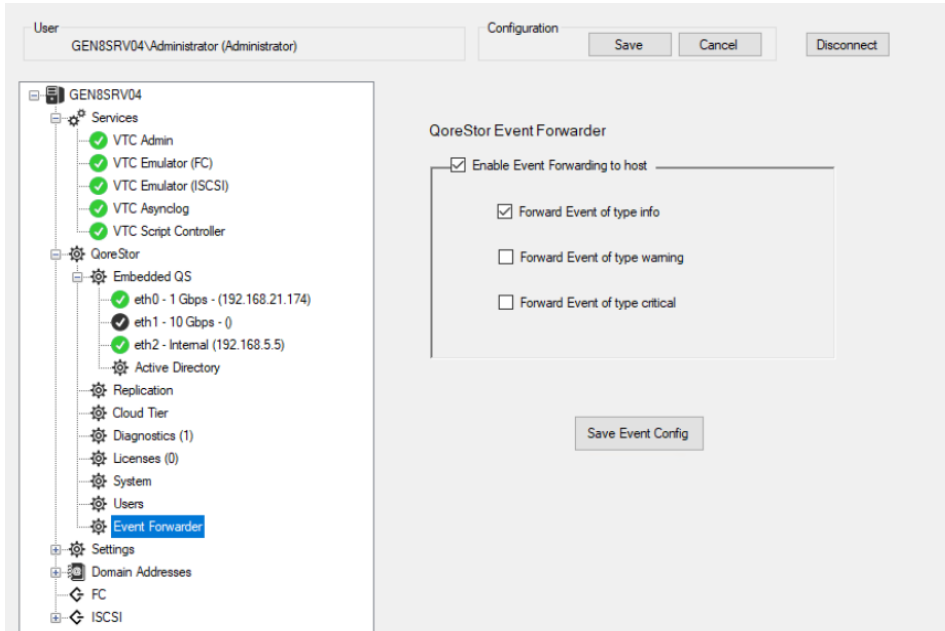 User
GEN8SRV04\Administrator (Administrator)
Configuration
Save
Cancel
Disconnect
GEN8SRV04
Services
VTC Admin
VTC Emulator (FC)
VTC Emulator (ISCSI)
VTC Asynclog
VTC Script Controller
QoreStor
Embedded QS
eth0 - 1 Gbps - (192.168.21.174)
eth1 - 10 Gbps - ()
eth2 - Internal (192.168.5.5)
Active Directory
Replication
Cloud Tier
Diagnostics (1)
Licenses (0)
System
Users
Event Forwarder
Settings
Domain Addresses
FC
ISCSI
QoreStor Event Forwarder
Enable Event Forwarding to host
Forward Event of type info
Forward Event of type warning
Forward Event of type critical
Save Event Config